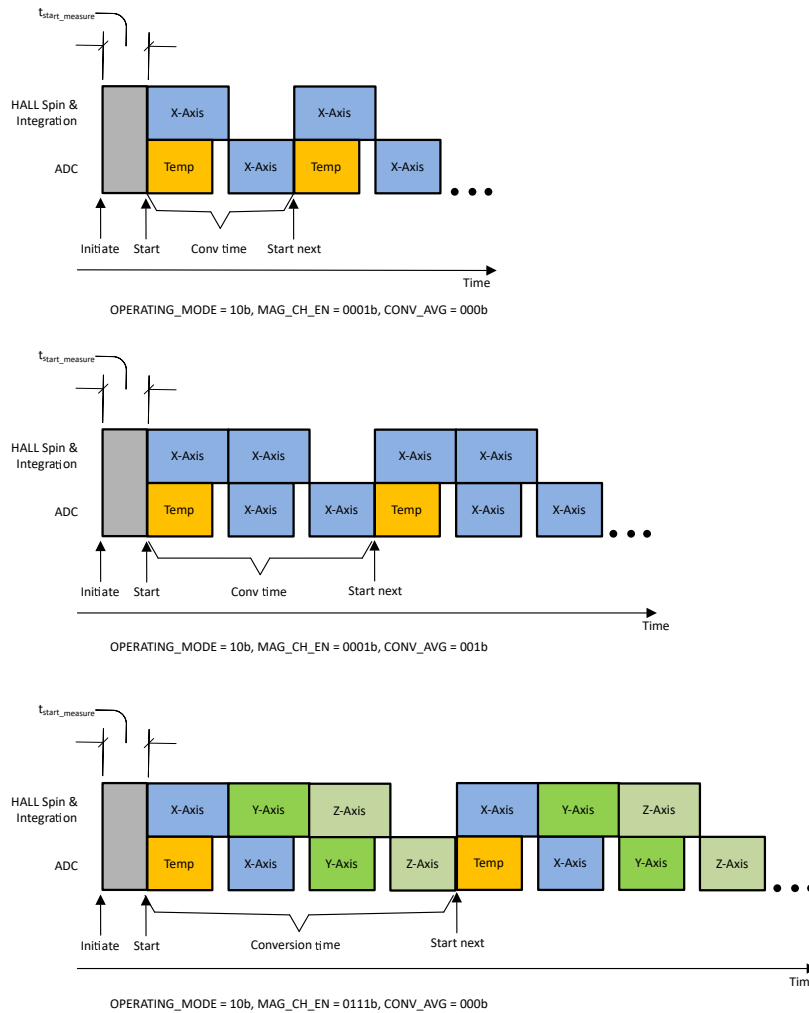 tstart_measure
HALL Spin &
Integration
X-Axis
X-Axis
ADC
Temp
X-Axis
Temp
X-Axis
Initiate
Start
Conv time
Start next
Time
OPERATING_MODE = 10b, MAG_CH_EN = 0001b, CONV_AVG = 000b
tstart_measure
HALL Spin &
Integration
X-Axis
X-Axis
X-Axis
X-Axis
ADC
Temp
X-Axis
X-Axis
Temp
X-Axis
X-Axis
Initiate
Start
Conv time
Start next
Time
OPERATING_MODE = 10b, MAG_CH_EN = 0001b, CONV_AVG = 001b
tstart_measure
HALL Spin &
Integration
X-Axis
Y-Axis
Z-Axis
X-Axis
Y-Axis
Z-Axis
ADC
Temp
X-Axis
Y-Axis
Z-Axis
Temp
X-Axis
Y-Axis
Z-Axis
Initiate
Start
Conversion time
Start next
Tim
OPERATING_MODE = 10b, MAG_CH_EN = 0111b, CONV_AVG = 000b